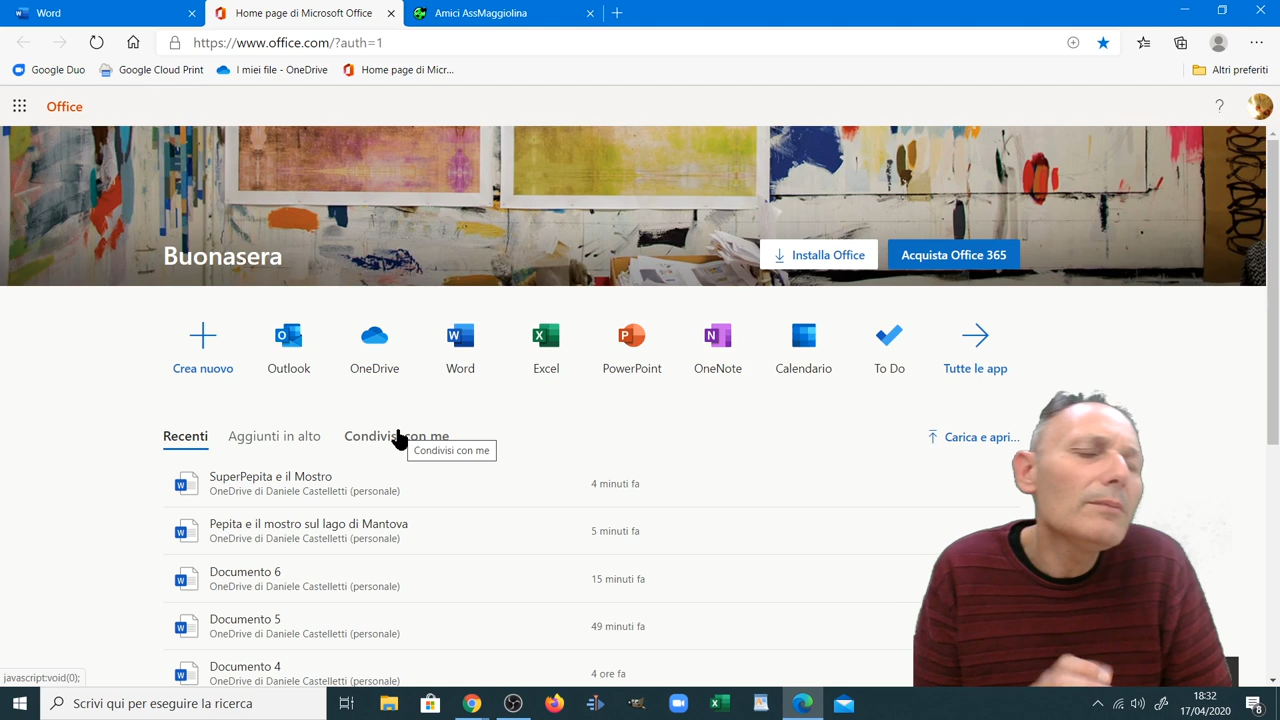 Word
Home page di Microsoft Office
Amici AssMaggiolina
https://www.office.com/?auth=1
Google Duo
Google Cloud Print
I miei file - OneDrive
Home page di Micr...
Altri preferiti
Office
?
Buonasera
Installa Office
Acquista Office 365
Crea nuovo
Outlook
OneDrive
Word
Excel
PowerPoint
OneNote
Calendario
To Do
Tutte le app
Recenti
Aggiunti in alto
Condivisi con me
Carica e apri...
Condivisi con me
SuperPepita e il Mostro
OneDrive di Daniele Castelletti (personale)
4 minuti fa
Pepita e il mostro sul lago di Mantova
OneDrive di Daniele Castelletti (personale)
5 minuti fa
Documento 6
OneDrive di Daniele Castelletti (personale)
15 minuti fa
Documento 5
OneDrive di Daniele Castelletti (personale)
49 minuti fa
Documento 4
4 ore fa
javascript:void(0);
Scrivi qui per eseguire la ricerca
18:32
17/04/2020
8